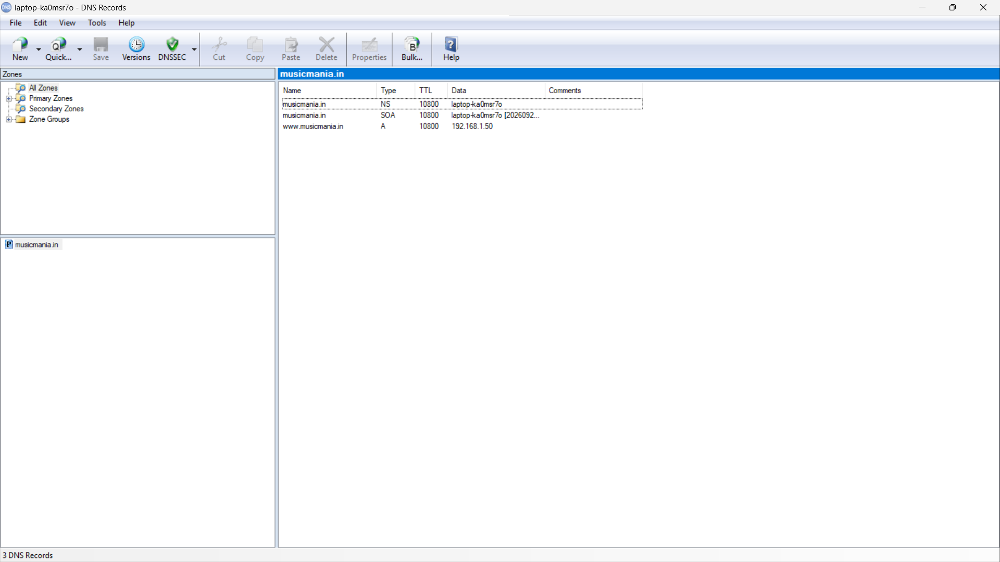 DNS laptop-ka0msr7o - DNS Records
File Edit View Tools Help
New Quick... Save Versions DNSSEC Cut Copy Paste Delete Properties Bulk... Help
Zones
All Zones
Primary Zones
Secondary Zones
Zone Groups
musicmania.in
musicmania.in
Name Type TTL Data Comments
musicmania.in NS 10800 laptop-ka0msr7o
musicmania.in SOA 10800 laptop-ka0msr7o [2026092...
www.musicmania.in A 10800 192.168.1.50
3 DNS Records